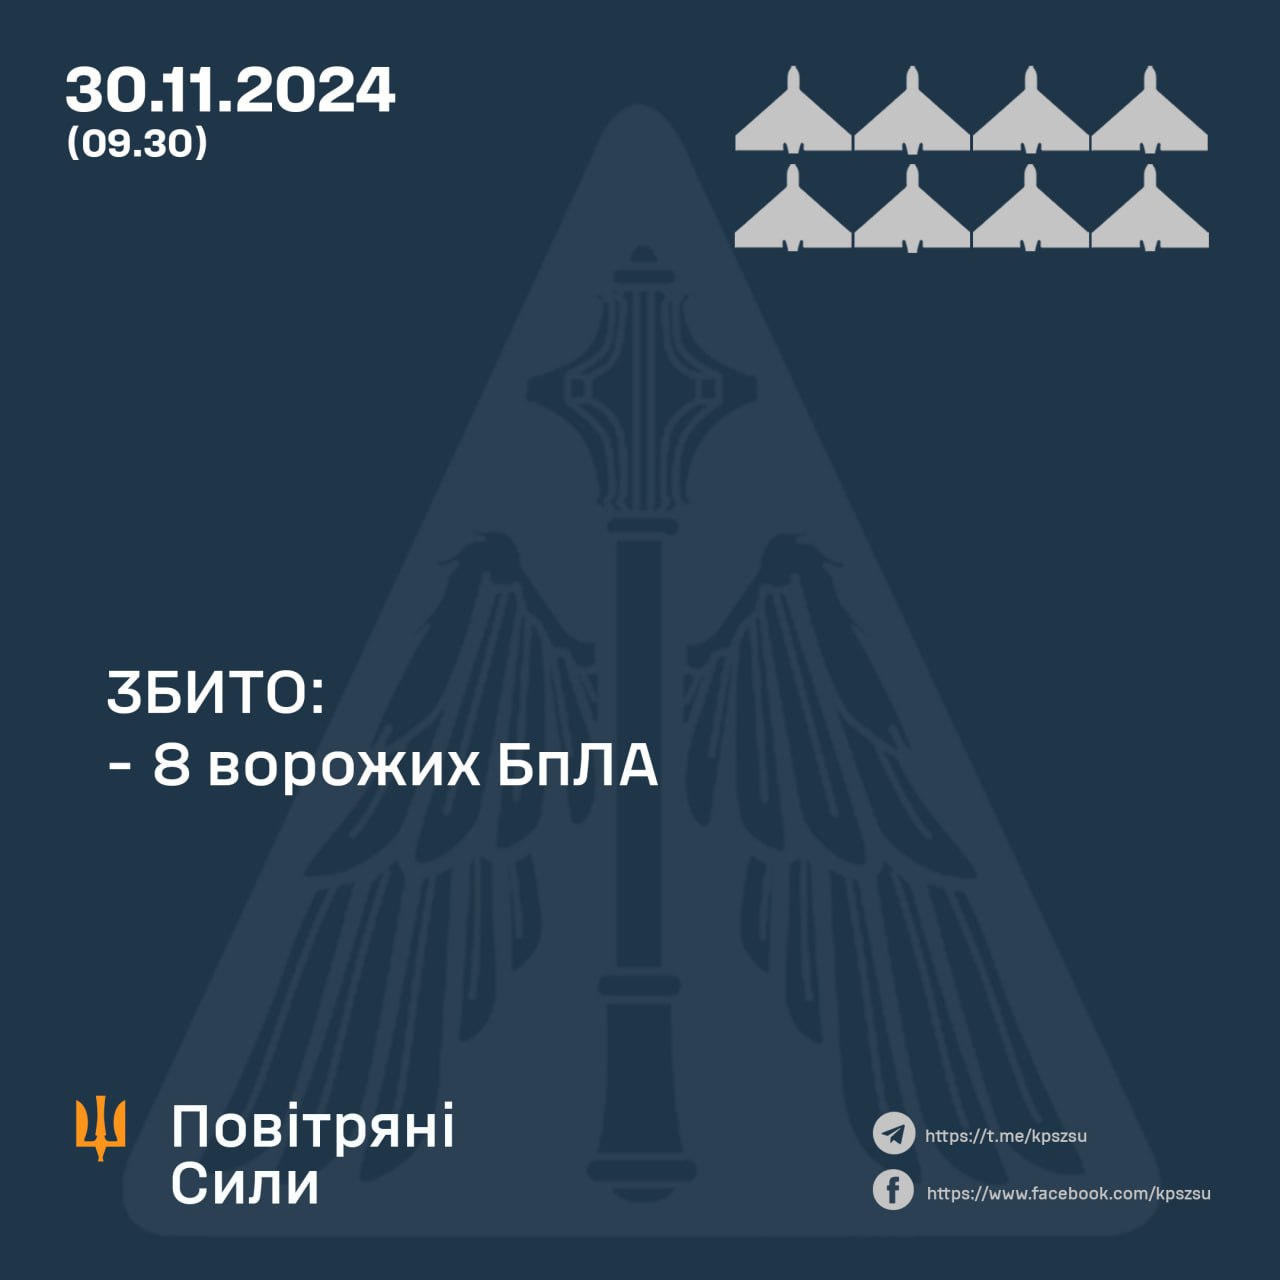 30.11.2024
(09.30)
ЗБИТО:
- 8 ворожих БпЛА
Повітряні
Сили
https://t.me/kpszsu
https://www.facebook.com/kpszsu